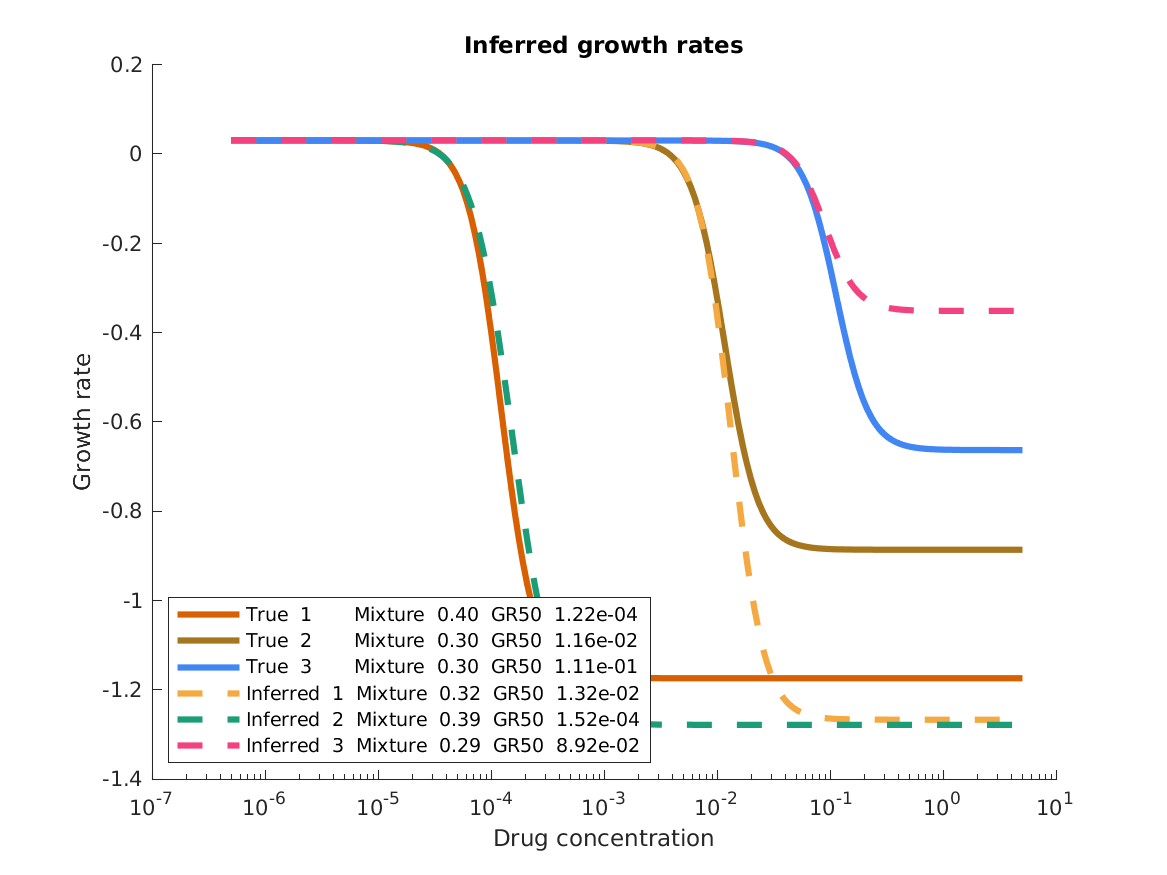 Inferred growth rates
0.2
0
-0.2
-0.4
-0.6
-0.8
-1
-1.2
-1.4
Growth rate
True 1 Mixture 0.40 GR50 1.22e-04
True 2 Mixture 0.30 GR50 1.16e-02
True 3 Mixture 0.30 GR50 1.11e-01
Inferred 1 Mixture 0.32 GR50 1.32e-02
Inferred 2 Mixture 0.39 GR50 1.52e-04
Inferred 3 Mixture 0.29 GR50 8.92e-02
10^-7 10^-6 10^-5 10^-4 10^-3 10^-2 10^-1 10^0 10^1
Drug concentration